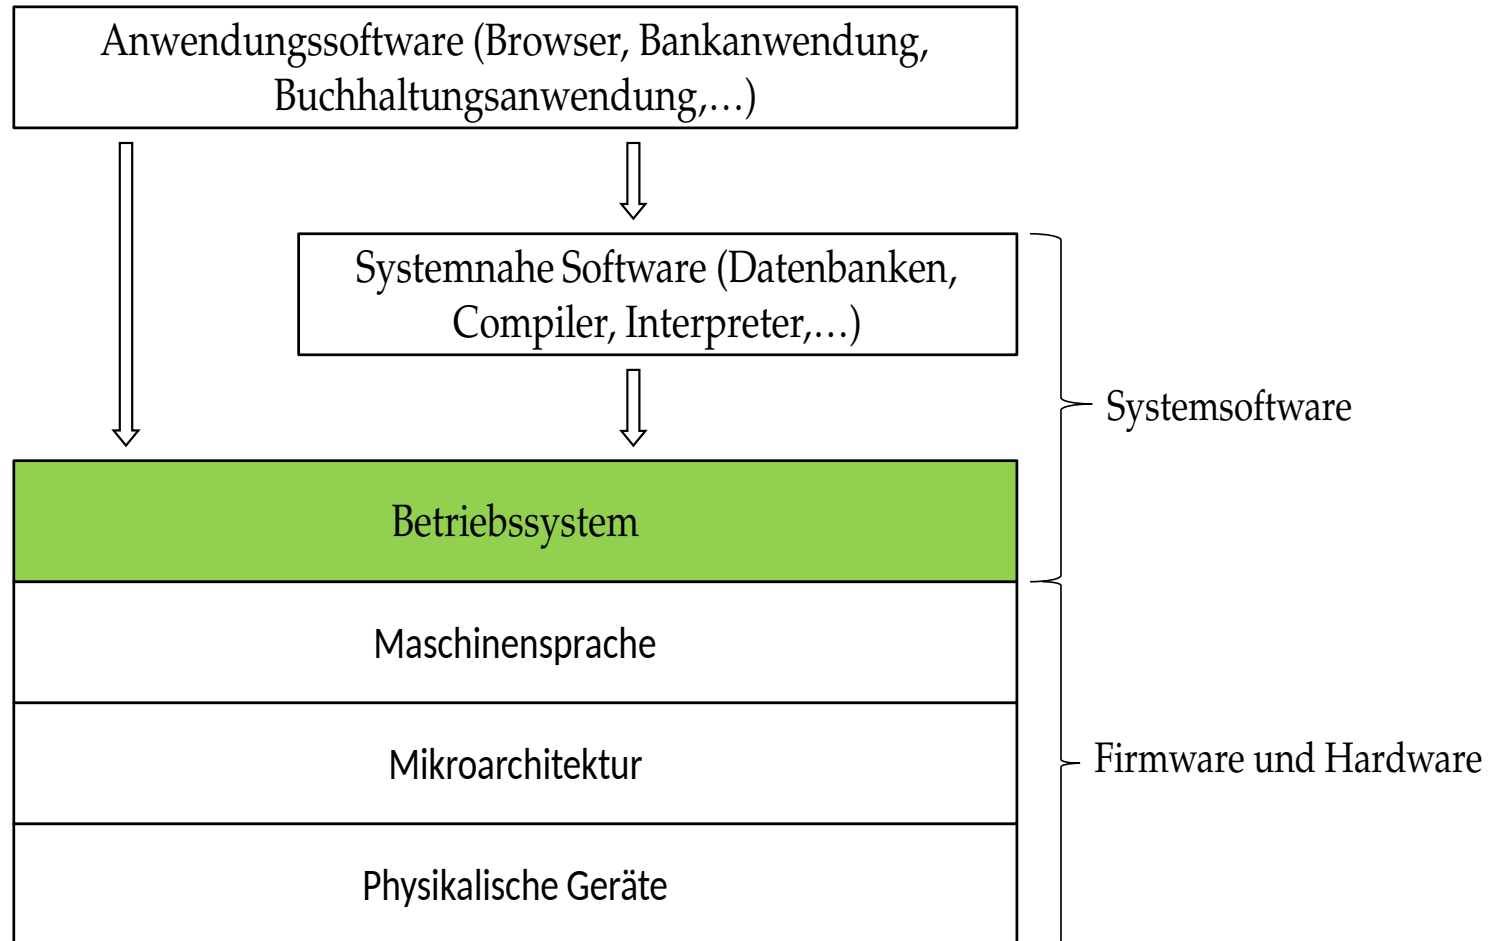 Anwendungssoftware (Browser, Bankanwendung,
Buchhaltungsanwendung,…)
Systemnahe Software (Datenbanken,
Compiler, Interpreter,…)
Systemsoftware
Betriebssystem
Maschinensprache
Mikroarchitektur
Firmware und Hardware
Physikalische Geräte